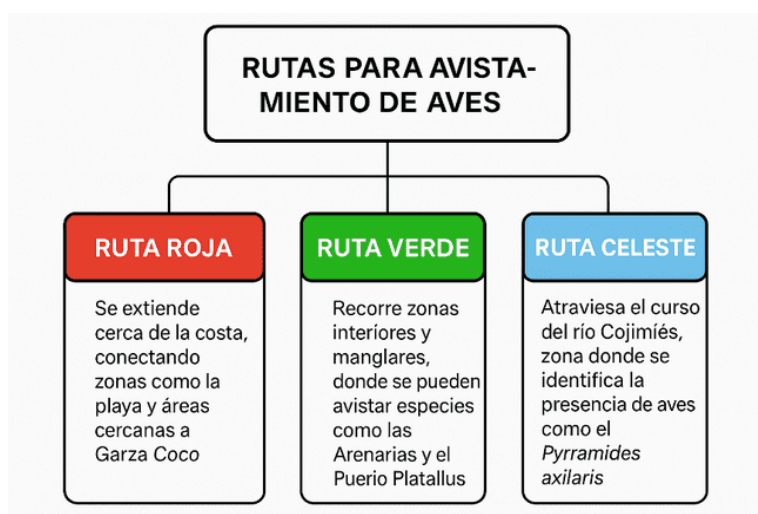 RUTAS PARA AVISTA-
MIENTO DE AVES
RUTA ROJA
Se extiende
cerca de la costa,
conectando
zonas como la
playa y áreas
cercanas a
Garza Coco
RUTA VERDE
Recorre zonas
interiores y
manglares,
donde se pueden
avistar especies
como las
Arenarias y el
Puerio Platallus
RUTA CELESTE
Atraviesa el curso
del río Cojimíés,
zona donde se
identifica la
presencia de aves
como el
Pyrramides
axilaris